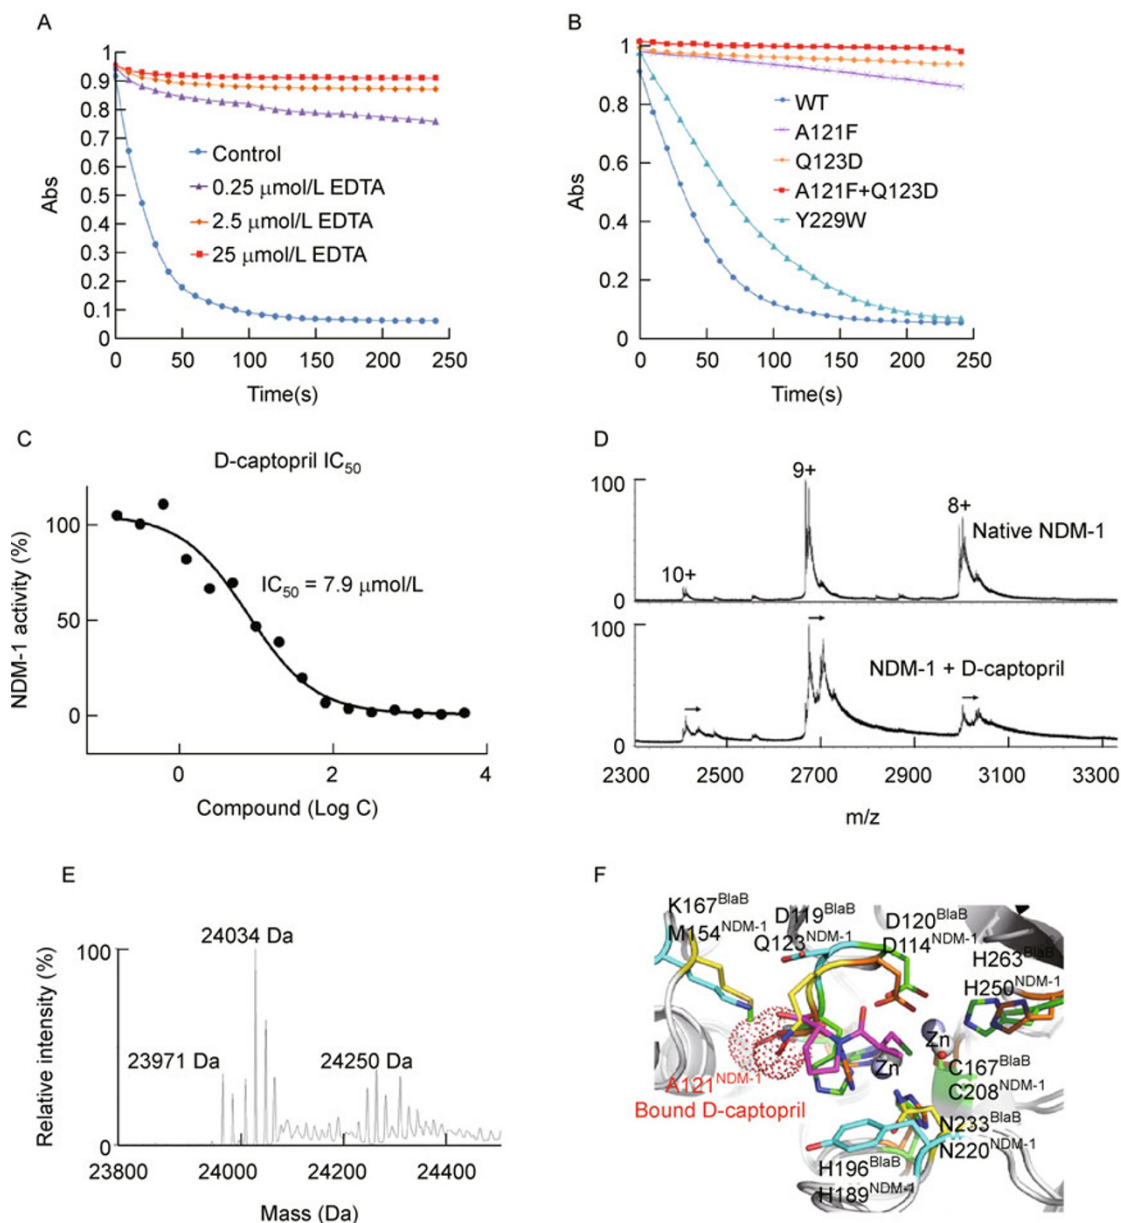 A
1
0.9
0.8
0.7
0.6
0.5
0.4
0.3
0.2
0.1
0
Abs
Control
0.25 μmol/L EDTA
2.5 μmol/L EDTA
25 μmol/L EDTA
0 50 100 150 200 250
Time(s)
B
1
0.8
0.6
0.4
0.2
0
Abs
WT
A121F
Q123D
A121F+Q123D
Y229W
0 50 100 150 200 250
Time(s)
C
D-captopril IC50
100
50
0
NDM-1 activity (%)
IC50 = 7.9 μmol/L
0 2 4
Compound (Log C)
D
100
0
10+
9+
8+
Native NDM-1
100
0
NDM-1 + D-captopril
2300 2500 2700 2900 3100 3300
m/z
E
100
0
Relative intensity (%)
24034 Da
23971 Da
24250 Da
23800 24000 24200 24400
Mass (Da)
F
K167BlaB
M154NDM-1
D119BlaB
Q123NDM-1
D120BlaB
D114NDM-1
H263BlaB
H250NDM-1
Zn
Zn
A121NDM-1
Bound D-captopril
C167BlaB
C208NDM-1
N233BlaB
N220NDM-1
H196BlaB
H189NDM-1